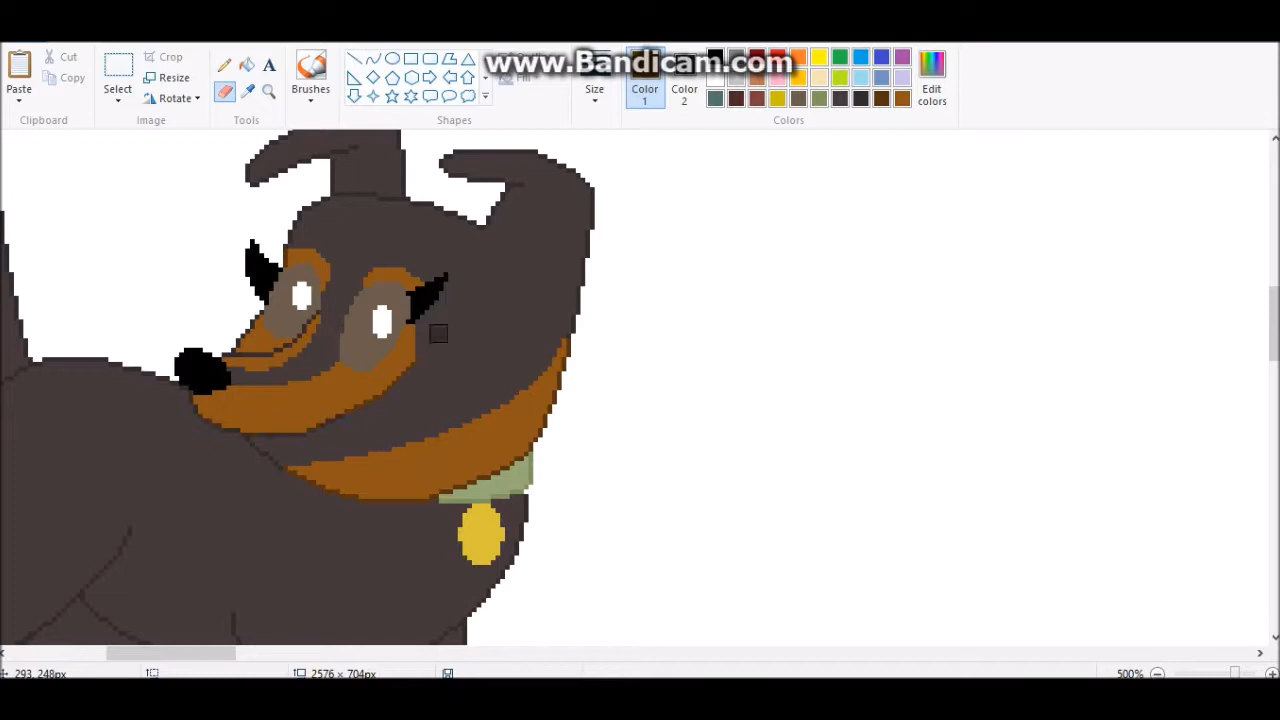 www.Bandicam.com
Cut
Crop
Copy
Resize
Paste
Select
Rotate
Brushes
Size
Color
1
Color
2
Edit
colors
Clipboard
Image
Tools
Shapes
Colors
293, 248px
2576 × 704px
500%